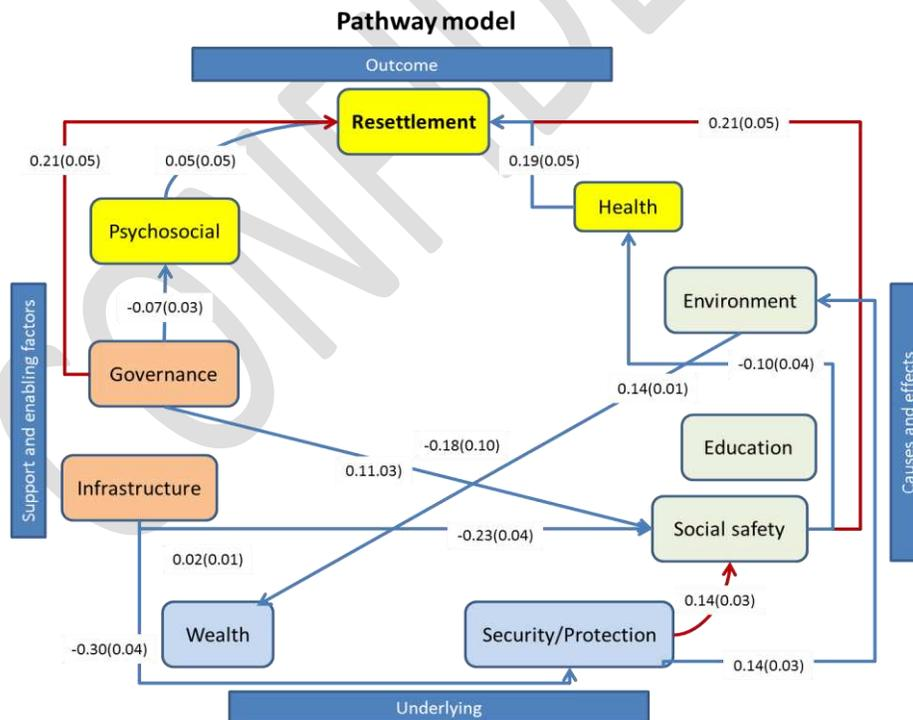 Pathway model
Outcome
Resettlement
0.21(0.05)
0.21(0.05)
0.05(0.05)
0.19(0.05)
Health
Psychosocial
Environment
-0.07(0.03)
Governance
-0.10(0.04)
0.14(0.01)
Support and enabling factors
Causes and effects
-0.18(0.10)
Education
0.11.03)
Infrastructure
Social safety
-0.23(0.04)
0.02(0.01)
0.14(0.03)
Wealth
Security/Protection
-0.30(0.04)
0.14(0.03)
Underlying